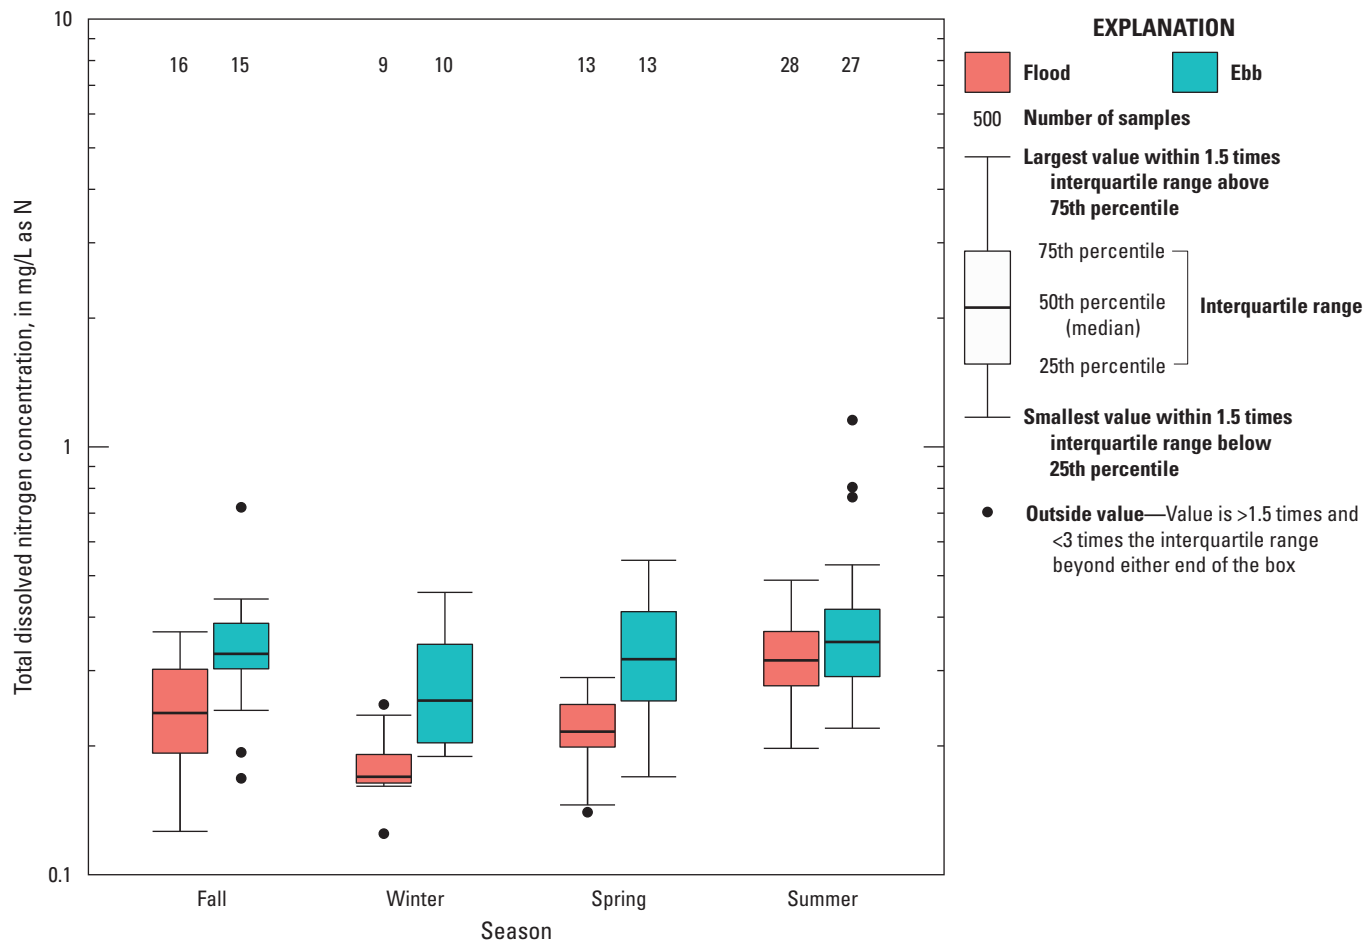 Total dissolved nitrogen concentration, in mg/L as N
10
1
0.1
16 15 9 10 13 13 28 27
Fall Winter Spring Summer
Season
EXPLANATION
Flood Ebb
500 Number of samples
Largest value within 1.5 times
interquartile range above
75th percentile
75th percentile
50th percentile
(median)
Interquartile range
25th percentile
Smallest value within 1.5 times
interquartile range below
25th percentile
Outside value—Value is >1.5 times and
<3 times the interquartile range
beyond either end of the box